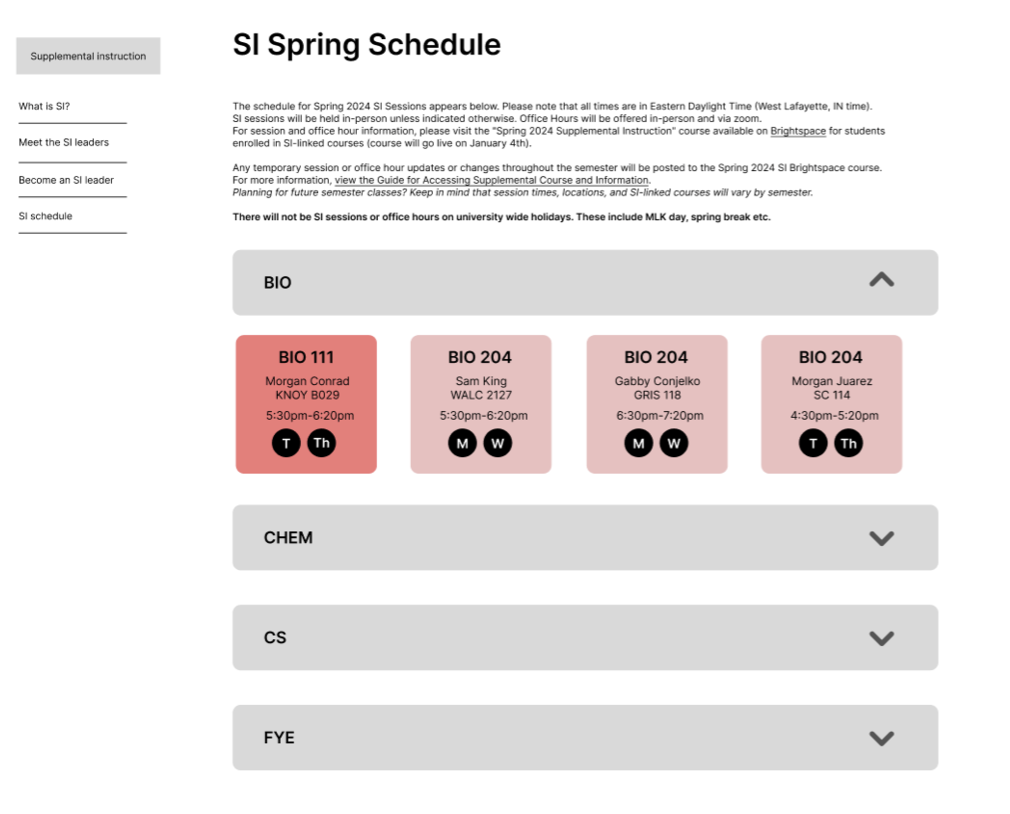 Supplemental instruction
What is SI?
Meet the SI leaders
Become an SI leader
SI schedule
SI Spring Schedule
The schedule for Spring 2024 SI Sessions appears below. Please note that all times are in Eastern Daylight Time (West Lafayette, IN time).
SI sessions will be held in-person unless indicated otherwise. Office Hours will be offered in-person and via zoom.
For session and office hour information, please visit the "Spring 2024 Supplemental Instruction" course available on Brightspace for students
enrolled in SI-linked courses (course will go live on January 4th).
Any temporary session or office hour updates or changes throughout the semester will be posted to the Spring 2024 SI Brightspace course.
For more information, view the Guide for Accessing Supplemental Course and Information.
Planning for future semester classes? Keep in mind that session times, locations, and SI-linked courses will vary by semester.
There will not be SI sessions or office hours on university wide holidays. These include MLK day, spring break etc.
BIO
BIO 111
Morgan Conrad
KNOY B029
5:30pm-6:20pm
T Th
BIO 204
Sam King
WALC 2127
5:30pm-6:20pm
M W
BIO 204
Gabby Conjelko
GRIS 118
6:30pm-7:20pm
M W
BIO 204
Morgan Juarez
SC 114
4:30pm-5:20pm
T Th
CHEM
CS
FYE